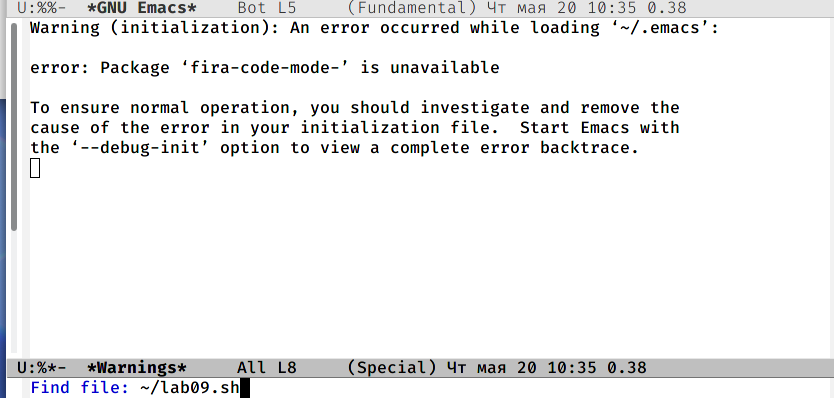 U:%%-  *GNU Emacs*    Bot L5     (Fundamental) Чт мая 20 10:35 0.38
Warning (initialization): An error occurred while loading ‘~/.emacs’:
error: Package ‘fira-code-mode-’ is unavailable
To ensure normal operation, you should investigate and remove the
cause of the error in your initialization file.  Start Emacs with
the ‘--debug-init’ option to view a complete error backtrace.
U:%*-  *Warnings*     All L8     (Special) Чт мая 20 10:35 0.38
Find file: ~/lab09.sh